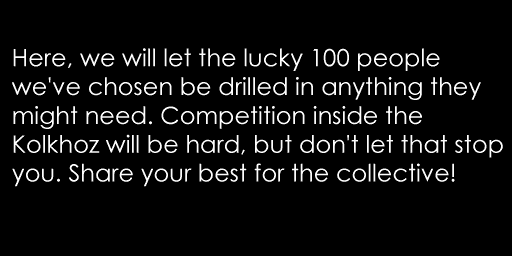 Here, we will let the lucky 100 people
we've chosen be drilled in anything they
might need. Competition inside the
Kolkhoz will be hard, but don't let that stop
you. Share your best for the collective!